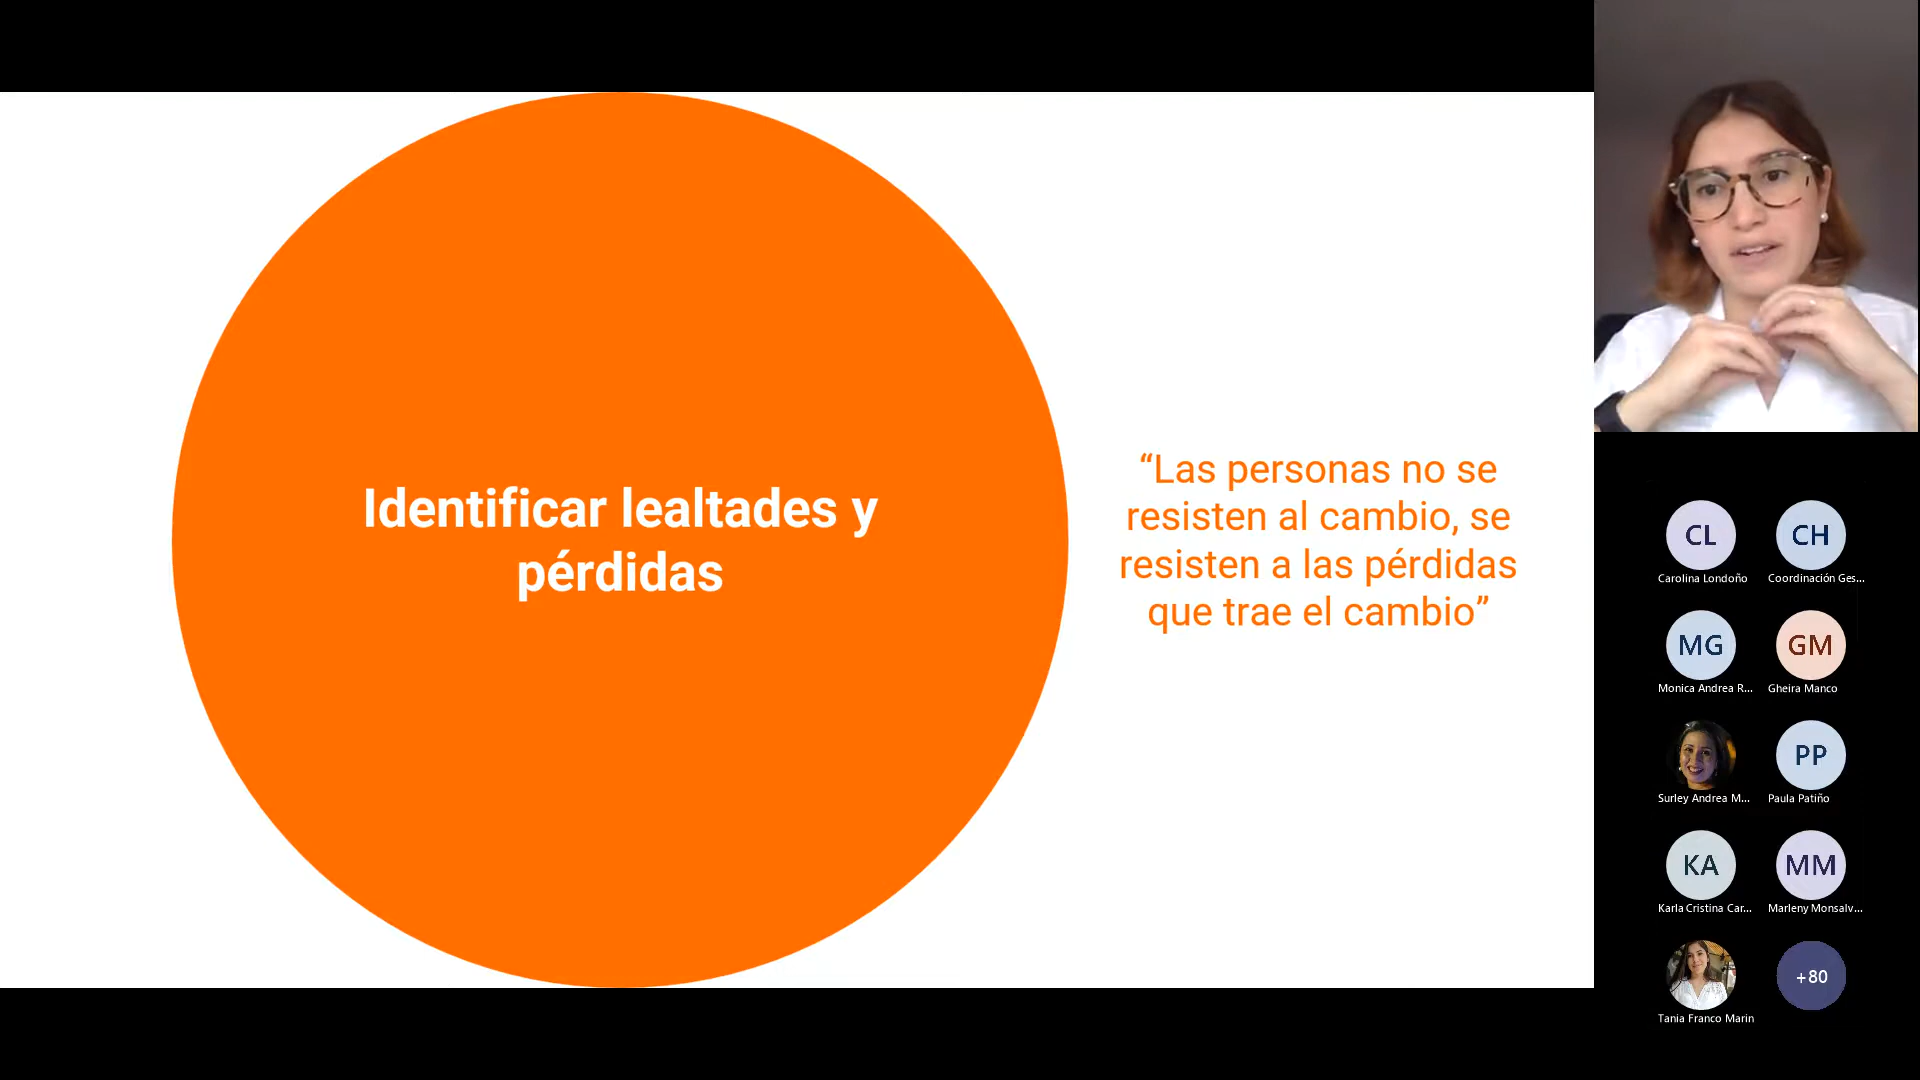 Identificar lealtades y
pérdidas
“Las personas no se
resisten al cambio, se
resisten a las pérdidas
que trae el cambio”
CL
CH
Carolina Londoño
Coordinación Ges...
MG
GM
Monica Andrea R...
Gheira Manco
PP
Surley Andrea M...
Paula Patiño
KA
MM
Karla Cristina Car...
Marleny Monsalv...
+80
Tania Franco Marin